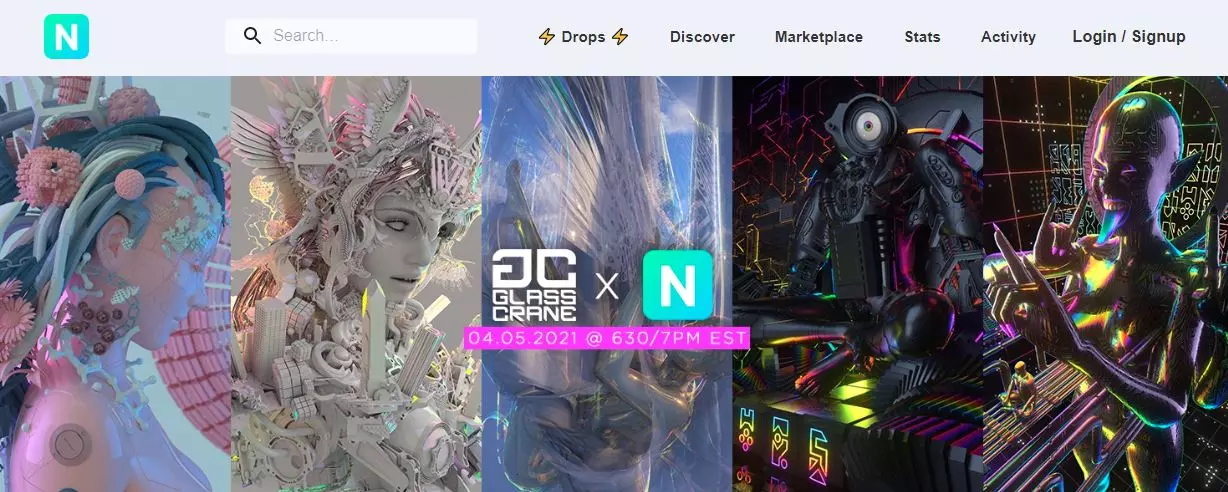 N
Search...
⚡ Drops ⚡
Discover
Marketplace
Stats
Activity
Login / Signup
GC
GLASS
CRANE
X
N
04.05.2021 @ 630/7PM EST